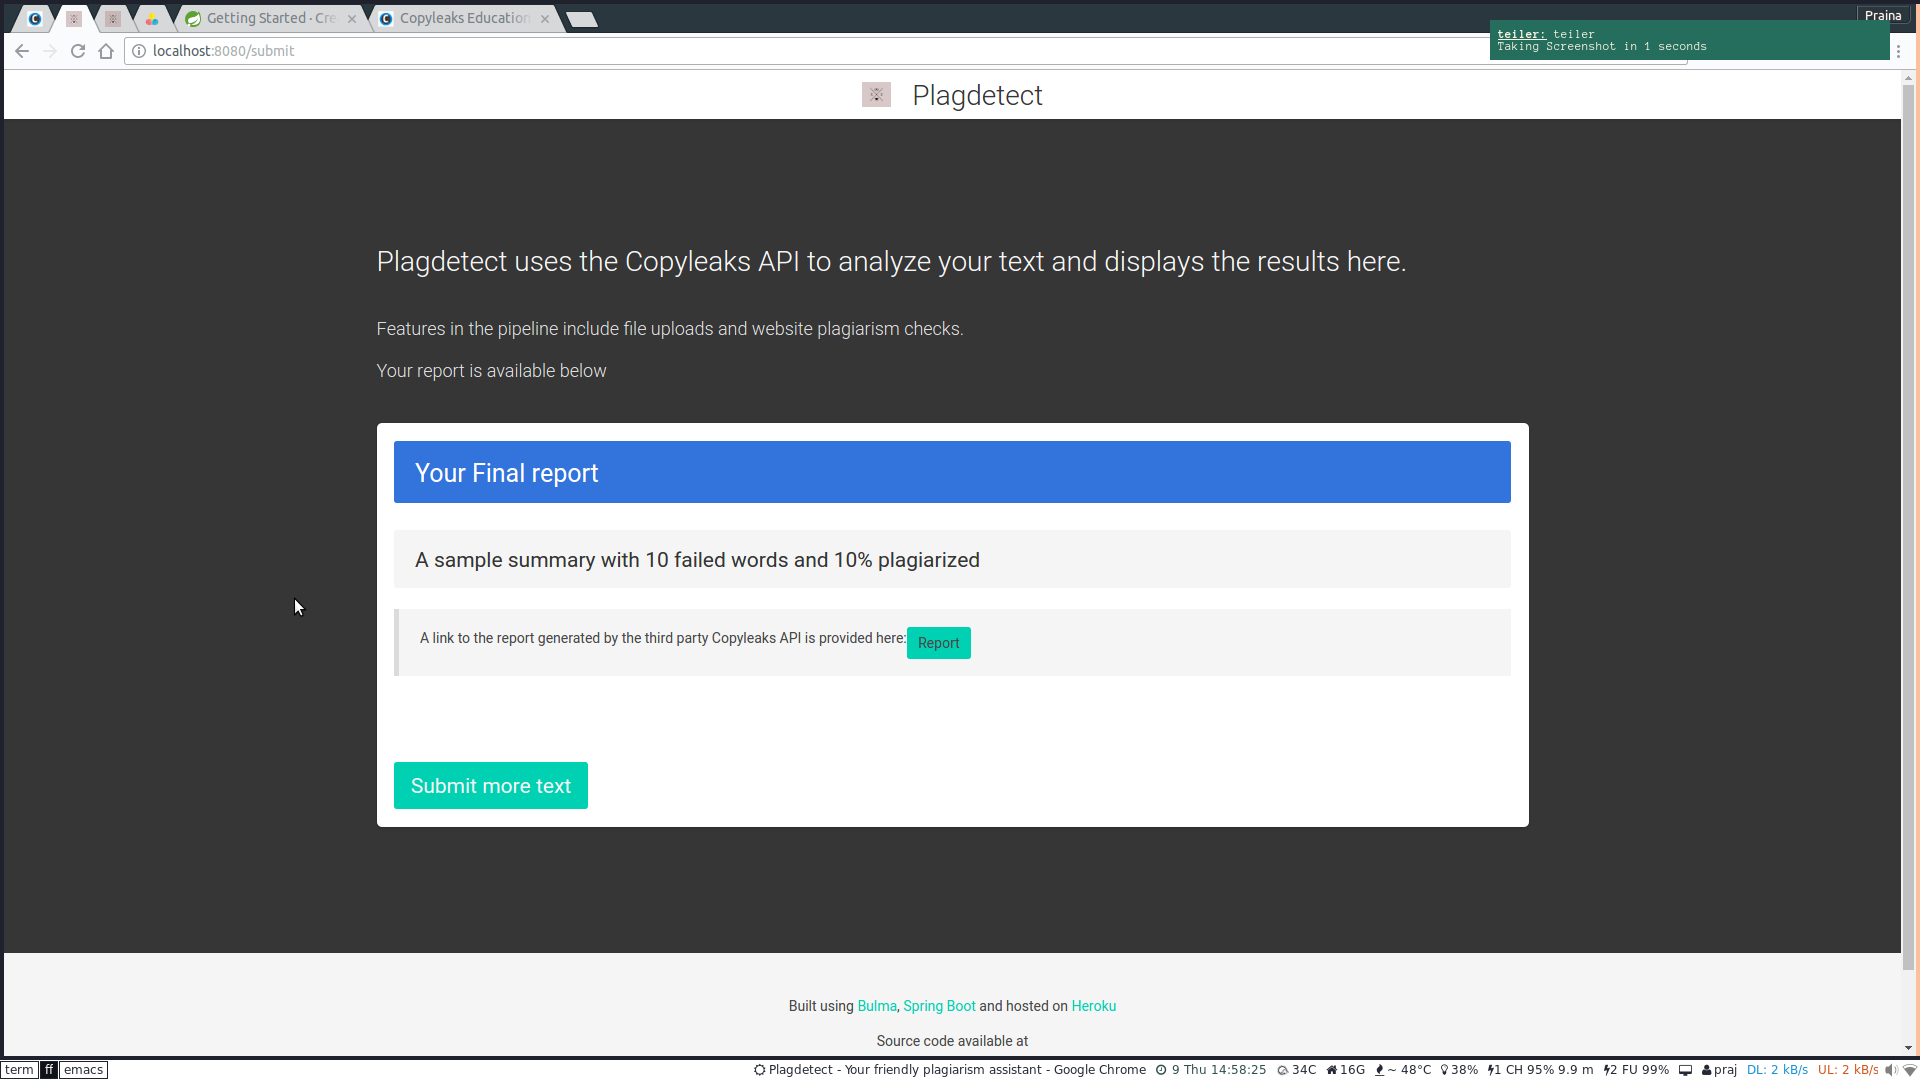 Getting Started · Cre
Copyleaks Education
Praina
teiler: teiler
Taking Screenshot in 1 seconds
localhost:8080/submit
Plagdetect
Plagdetect uses the Copyleaks API to analyze your text and displays the results here.
Features in the pipeline include file uploads and website plagiarism checks.
Your report is available below
Your Final report
A sample summary with 10 failed words and 10% plagiarized
A link to the report generated by the third party Copyleaks API is provided here: Report
Submit more text
Built using Bulma, Spring Boot and hosted on Heroku
Source code available at
term ff emacs Plagdetect - Your friendly plagiarism assistant - Google Chrome 9 Thu 14:58:25 34C 16G ~ 48°C 38% 1 CH 95% 9.9 m 2 FU 99% praj DL: 2 kB/s UL: 2 kB/s